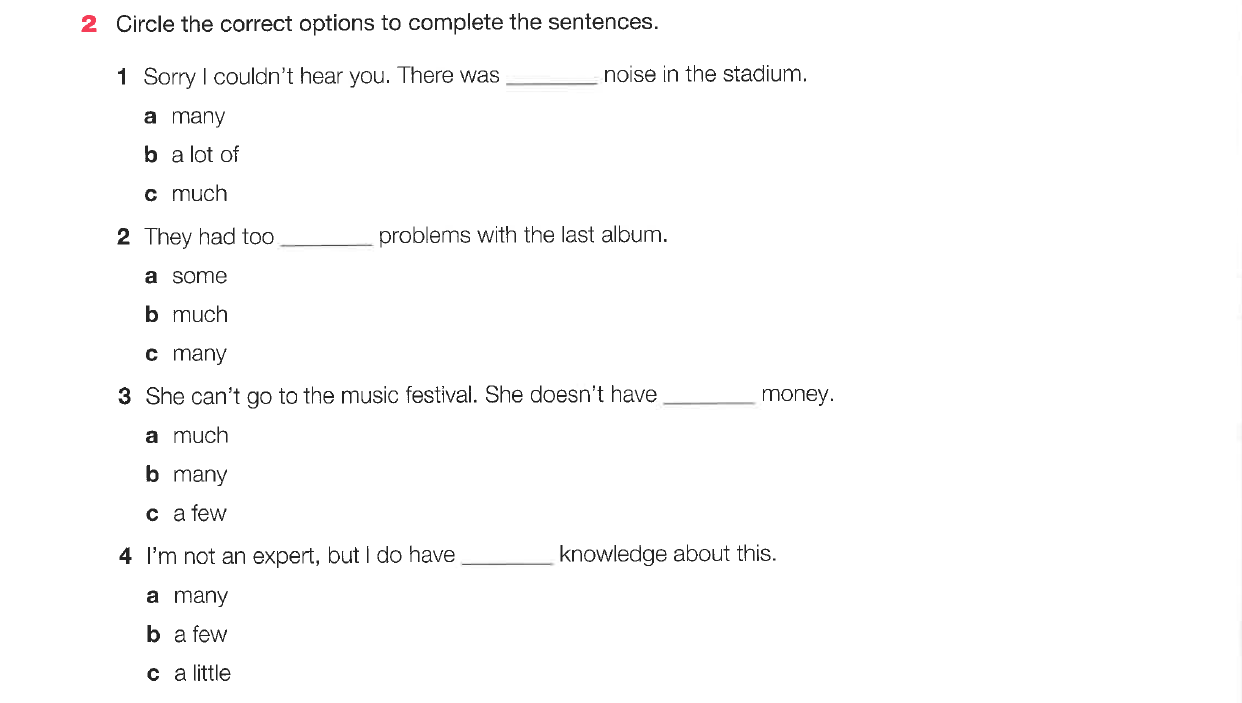 2 Circle the correct options to complete the sentences.
1 Sorry I couldn't hear you. There was ________ noise in the stadium.
a many
b a lot of
c much
2 They had too ________ problems with the last album.
a some
b much
c many
3 She can't go to the music festival. She doesn't have ________ money.
a much
b many
c a few
4 I'm not an expert, but I do have ________ knowledge about this.
a many
b a few
c a little